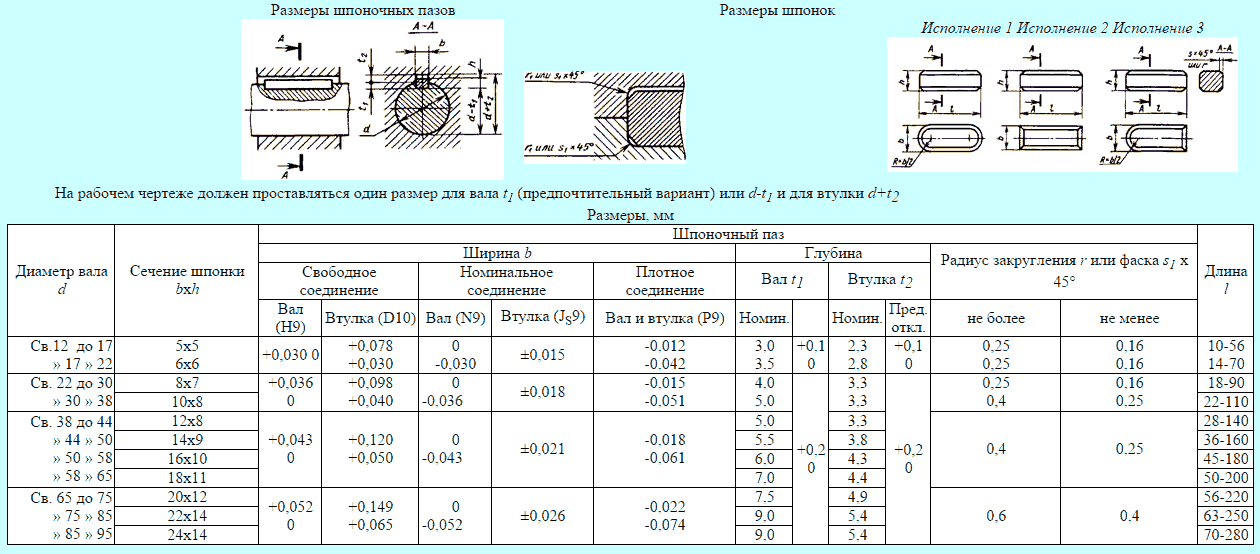 Размеры шпоночных пазов
Размеры шпонок
Исполнение 1 Исполнение 2 Исполнение 3
А
А
А–А
b
t2
t1
h
d
d-t1
d+t2
r1 или s1×45°
r1 или s1×45°
А
А
h
l
b
R=b/2
А
А
h
l
b
А
А
h
l
b
R=b/2
s×45° или r
А-А
На рабочем чертеже должен проставляться один размер для вала t1 (предпочтительный вариант) или d-t1 и для втулки d+t2
Размеры, мм
Диаметр вала d
Сечение шпонки bxh
Шпоночный паз
Длина l
Ширина b
Глубина
Радиус закругления r или фаска s1 x 45°
Свободное соединение
Номинальное соединение
Плотное соединение
Вал t1
Втулка t2
Вал (H9)
Втулка (D10)
Вал (N9)
Втулка (JS9)
Вал и втулка (P9)
Номин.
Номин.
Пред. откл.
не более
не менее
Св.12 до 17
» 17 » 22
5x5
6x6
+0,030 0
+0,078
+0,030
0
-0,030
±0,015
-0,012
-0,042
3.0
3.5
+0.1
0
2.3
2.8
+0,1
0
0,25
0,25
0,16
0,16
10-56
14-70
Св. 22 до 30
» 30 » 38
8x7
10x8
+0,036
0
+0,098
+0,040
0
-0,036
±0,018
-0,015
-0,051
4.0
5.0
3.3
3.3
0,25
0,4
0,16
0,25
18-90
22-110
Св. 38 до 44
» 44 » 50
» 50 » 58
» 58 » 65
12x8
14x9
16x10
18x11
+0,043
0
+0,120
+0,050
0
-0,043
±0,021
-0,018
-0,061
5.0
5.5
6.0
7.0
+0.2
0
3.3
3.8
4.3
4.4
+0,2
0
0,4
0,25
28-140
36-160
45-180
50-200
Св. 65 до 75
» 75 » 85
» 85 » 95
20x12
22x14
24x14
+0,052
0
+0,149
+0,065
0
-0,052
±0,026
-0,022
-0,074
7.5
9.0
9.0
4.9
5.4
5.4
0,6
0,4
56-220
63-250
70-280